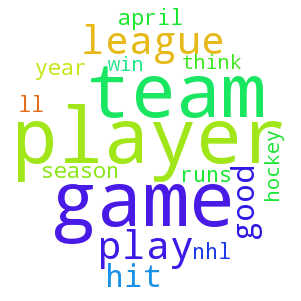 april
league
year win think
team
ll
player
hockey
season runs
game good
play nhl
hit